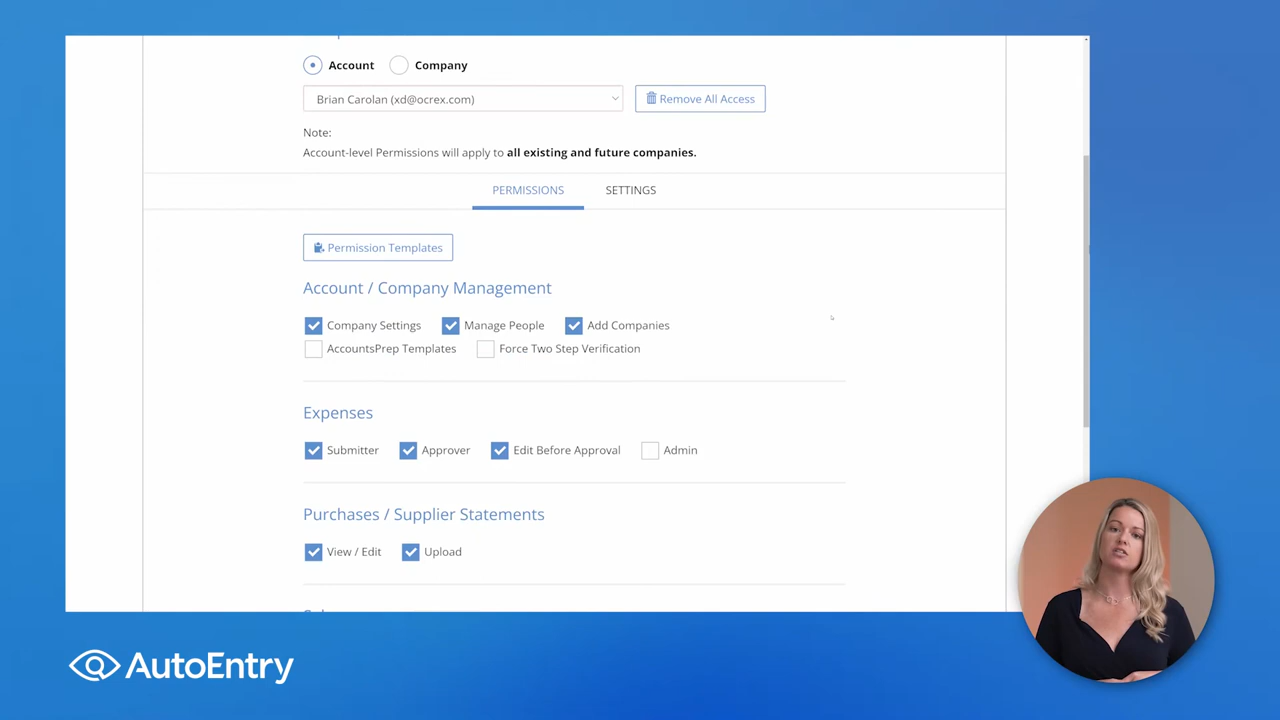 Account Company
Brian Carolan (xd@ocrex.com) Remove All Access
Note:
Account-level Permissions will apply to all existing and future companies.
PERMISSIONS SETTINGS
Permission Templates
Account / Company Management
Company Settings Manage People Add Companies
AccountsPrep Templates Force Two Step Verification
Expenses
Submitter Approver Edit Before Approval Admin
Purchases / Supplier Statements
View / Edit Upload
AutoEntry